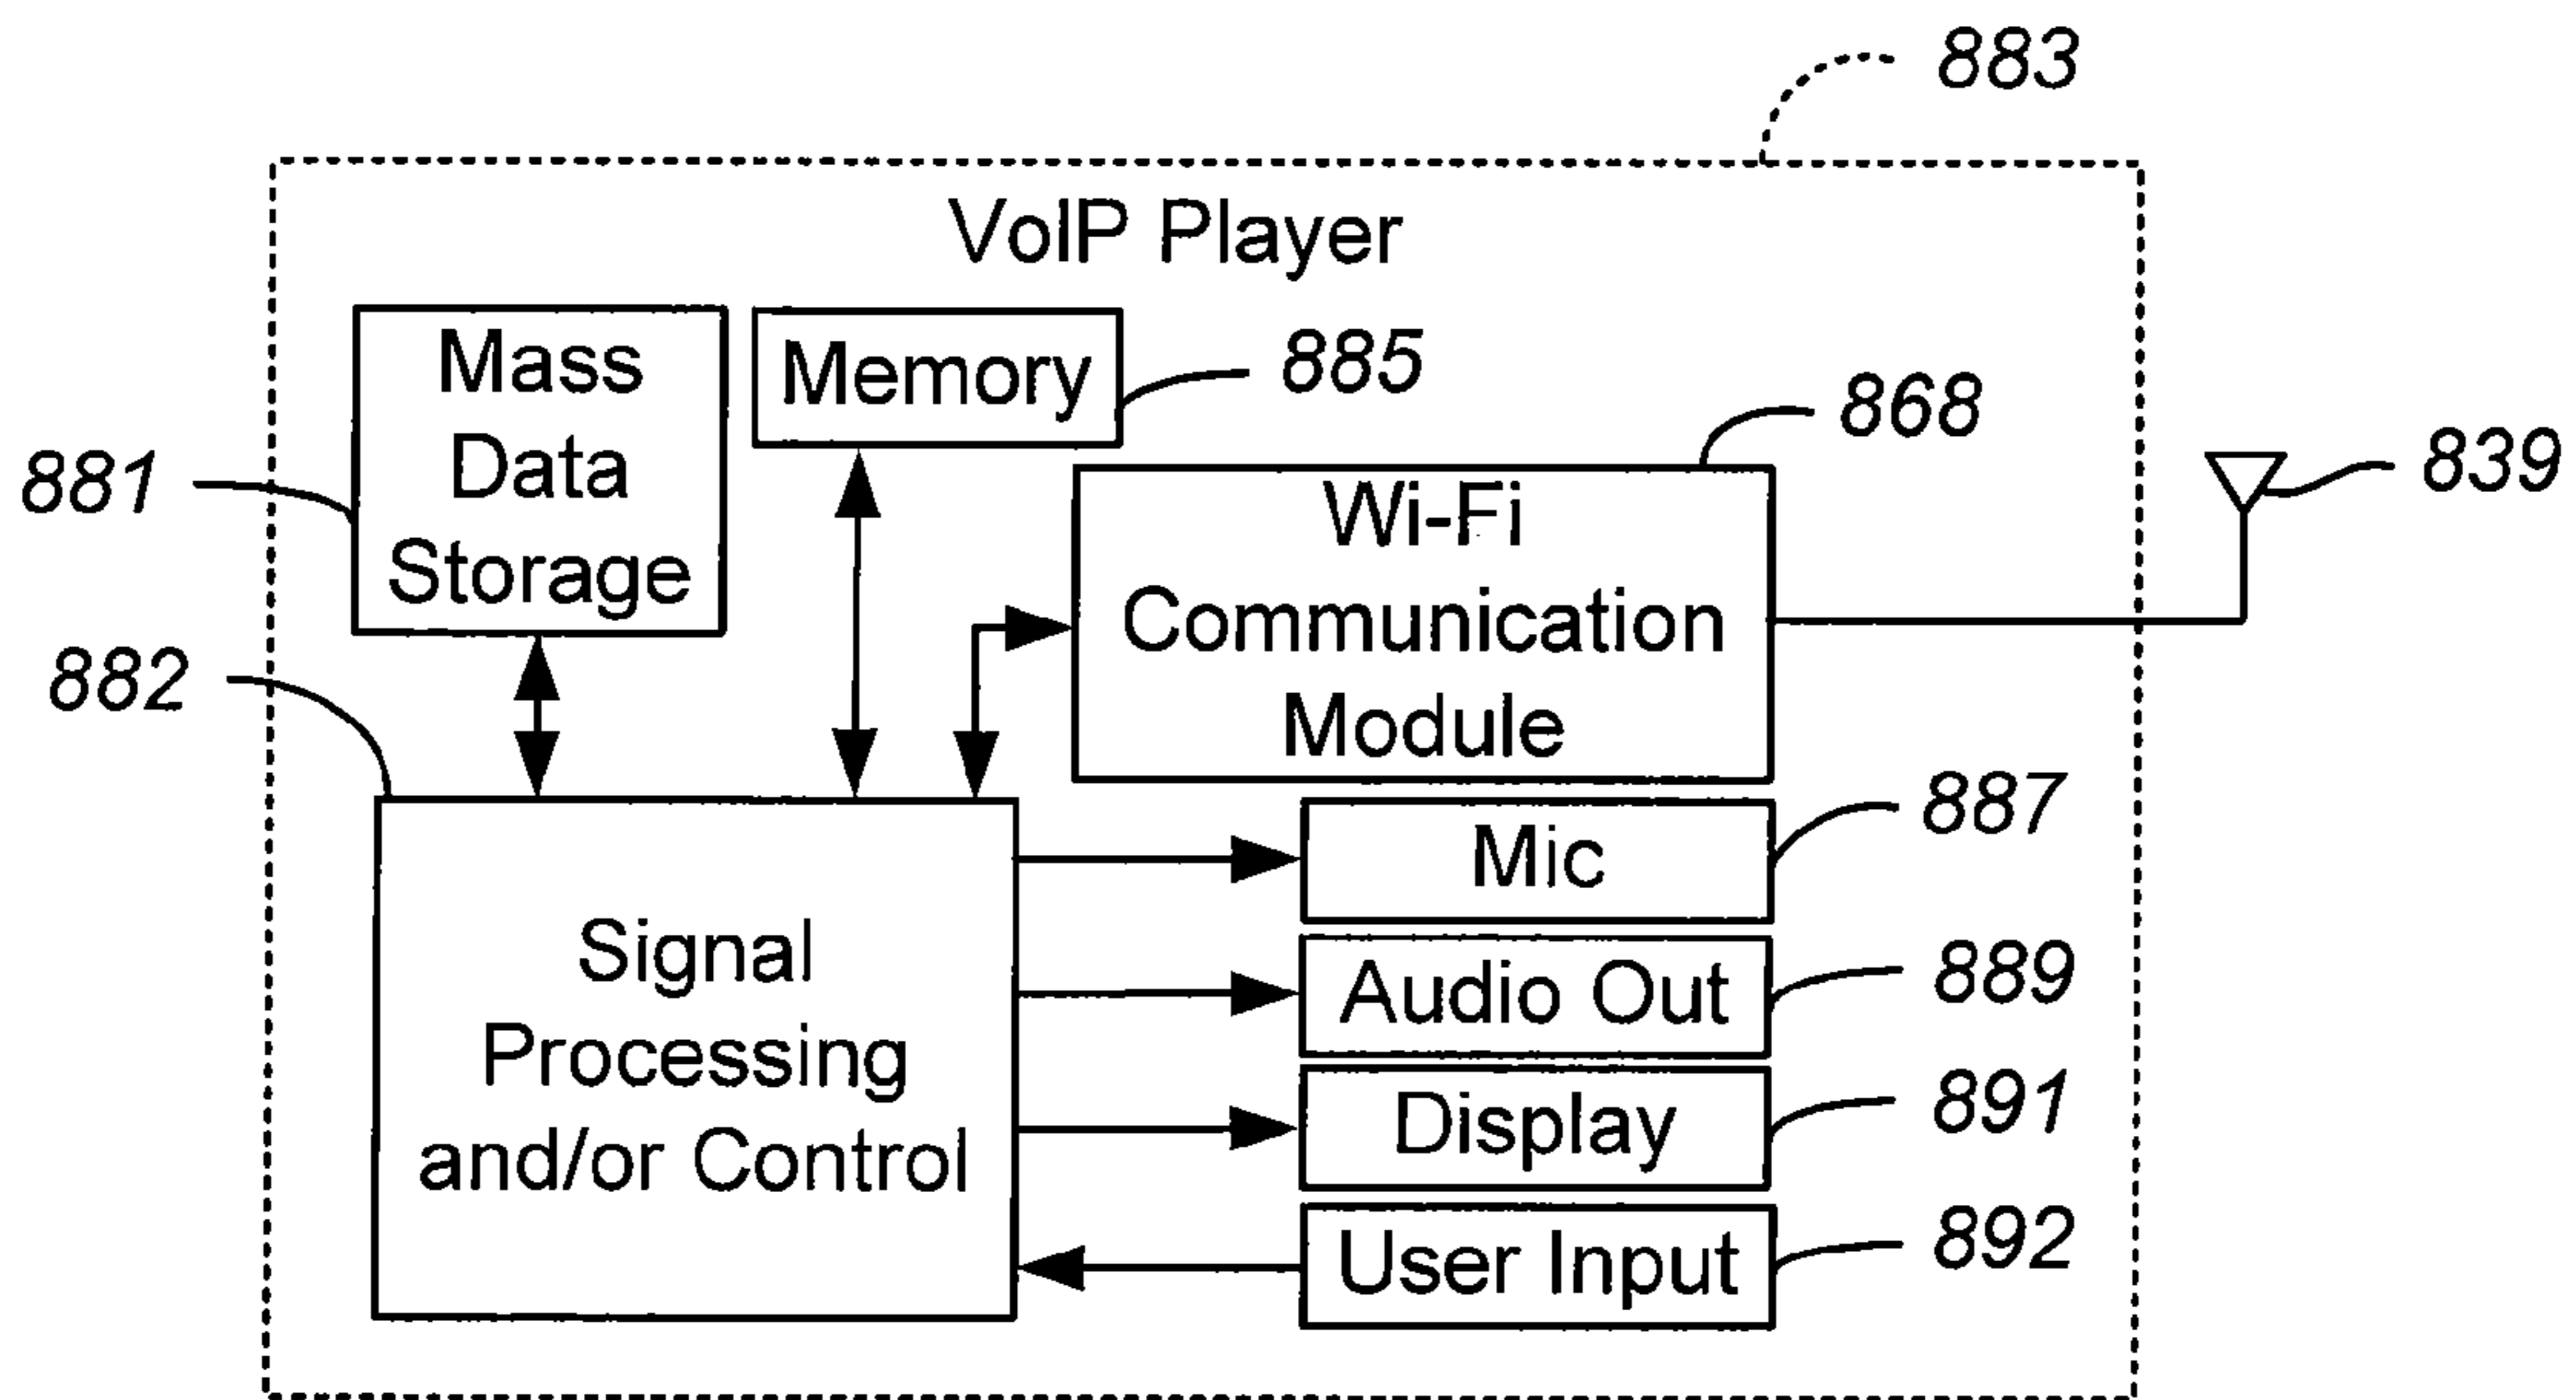 883
VoIP Player
Mass
Data
Storage
Memory
885
868
881
Wi-Fi
Communication
Module
839
882
887
Mic
Signal
Processing
and/or Control
Audio Out
889
Display
891
User Input
892